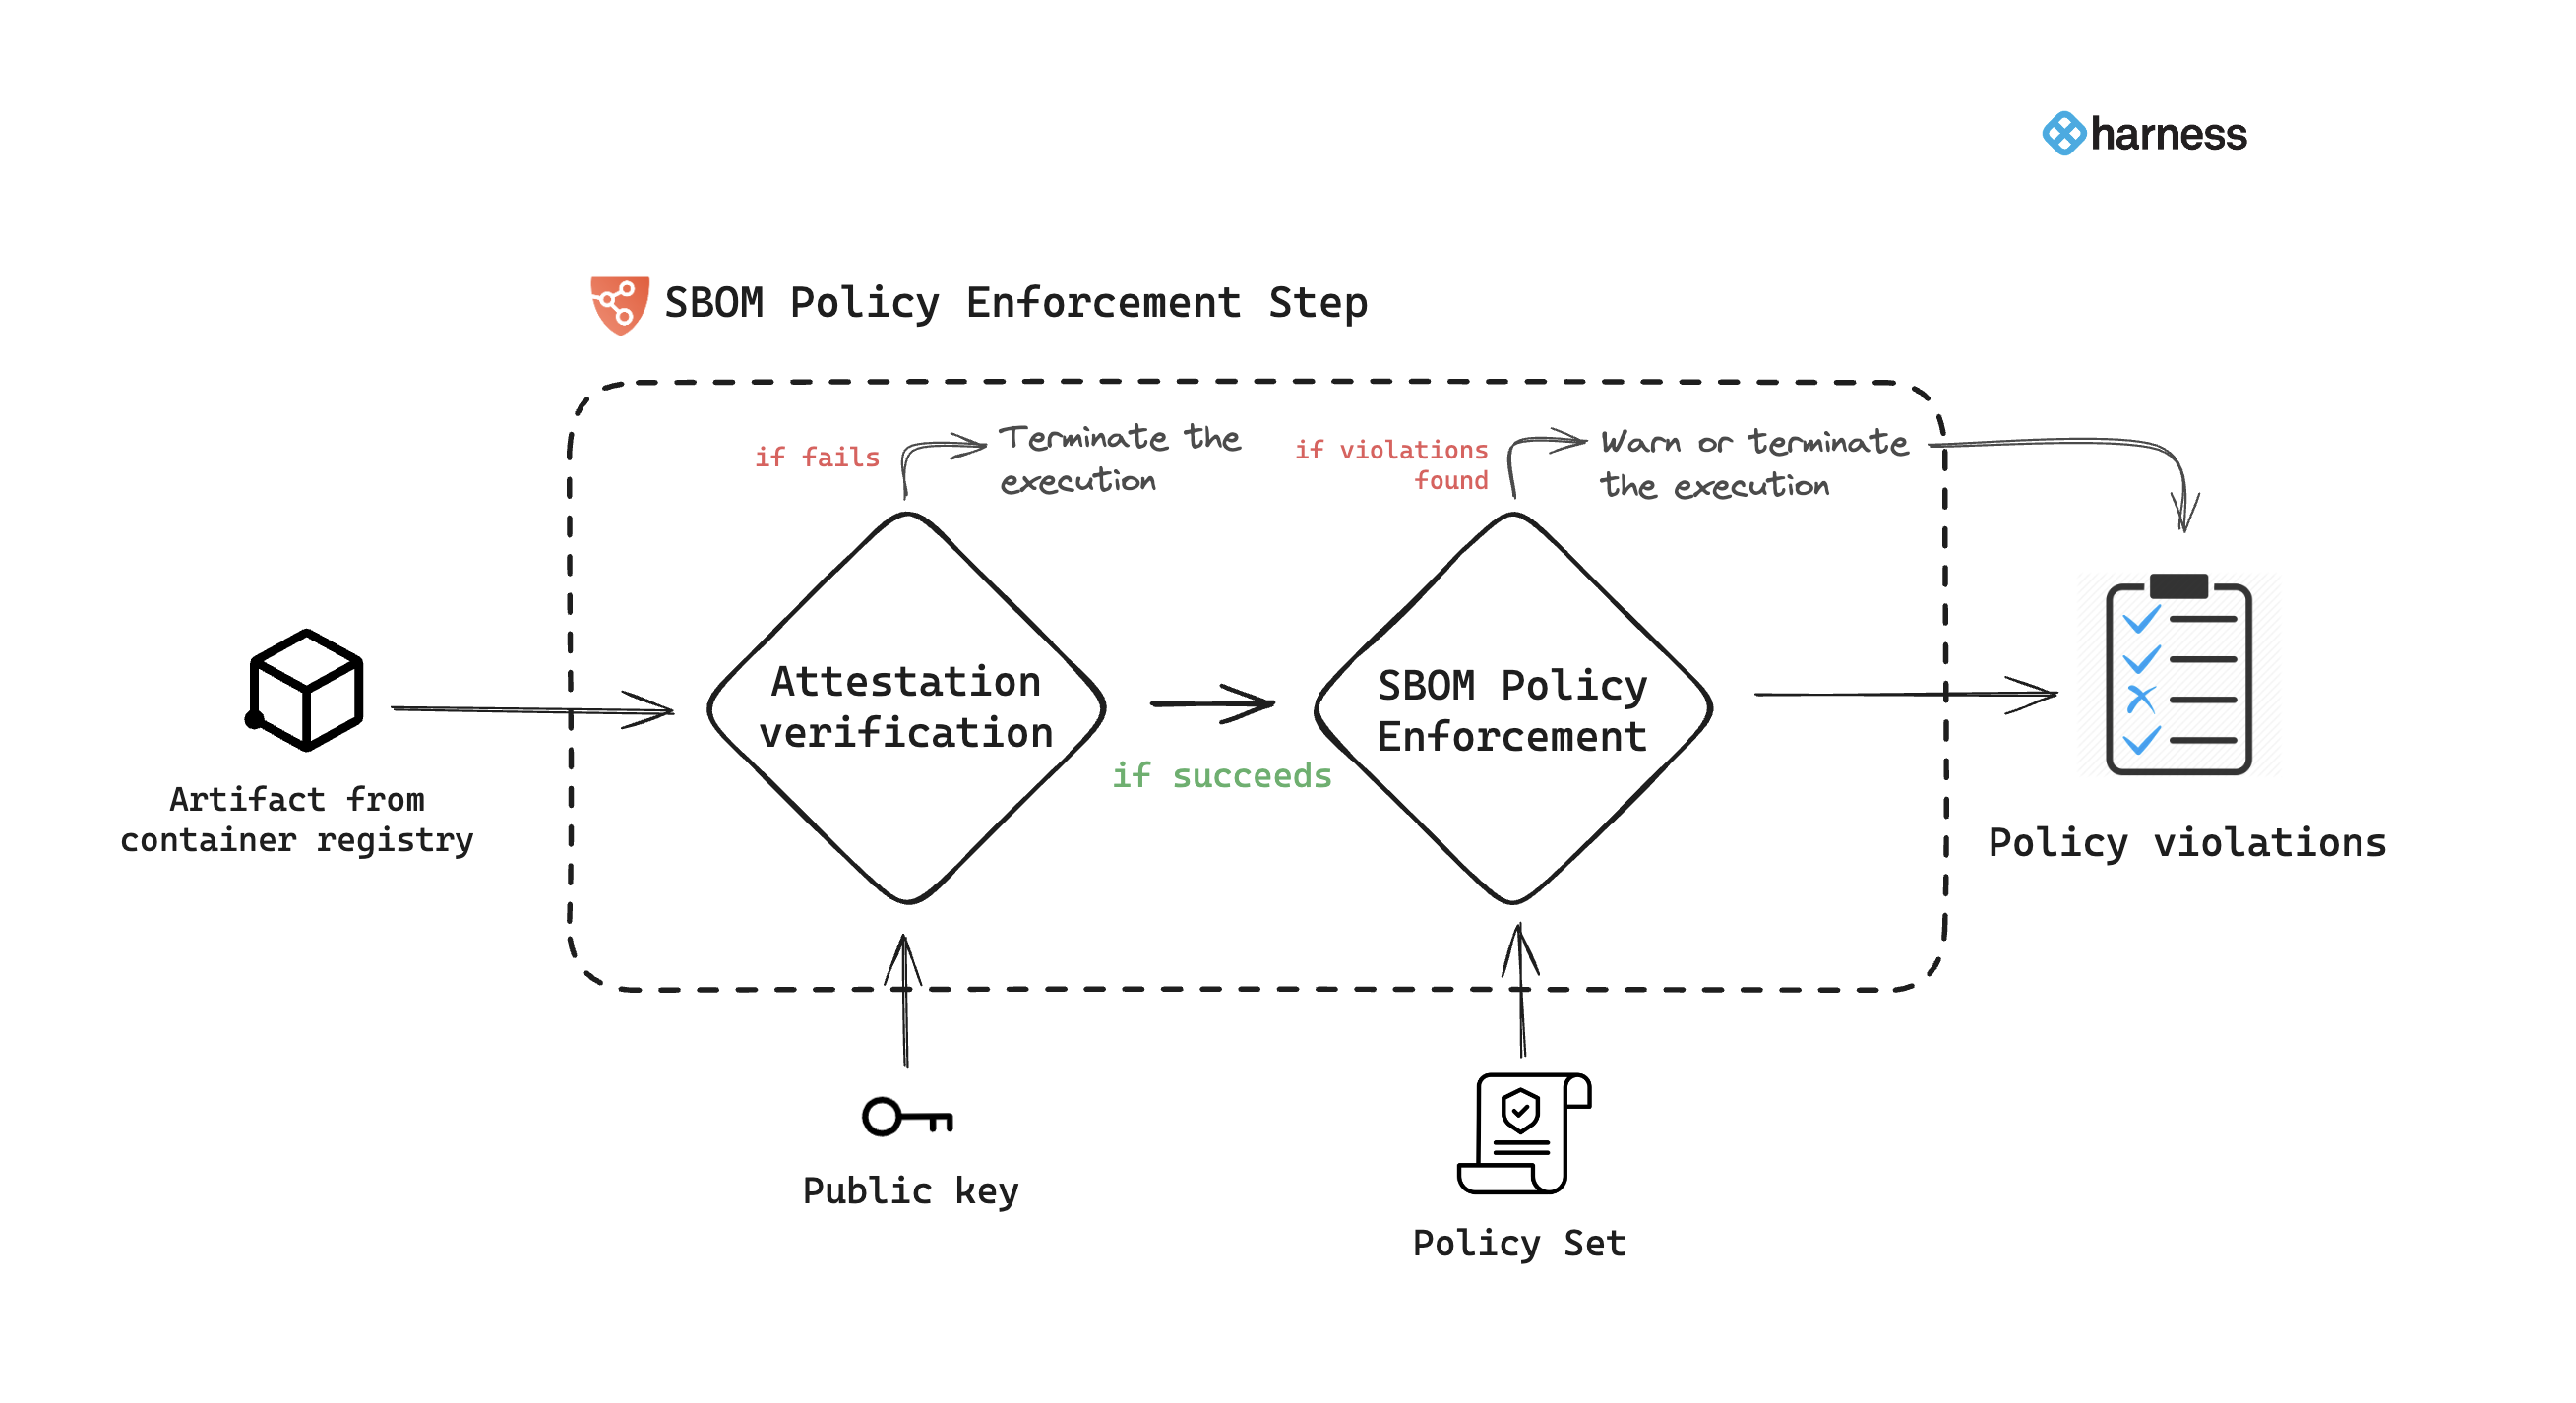 harness
SBOM Policy Enforcement Step
if fails
Terminate the
execution
if violations
found
Warn or terminate
the execution
Attestation
verification
if succeeds
SBOM Policy
Enforcement
Artifact from
container registry
Policy violations
Public key
Policy Set